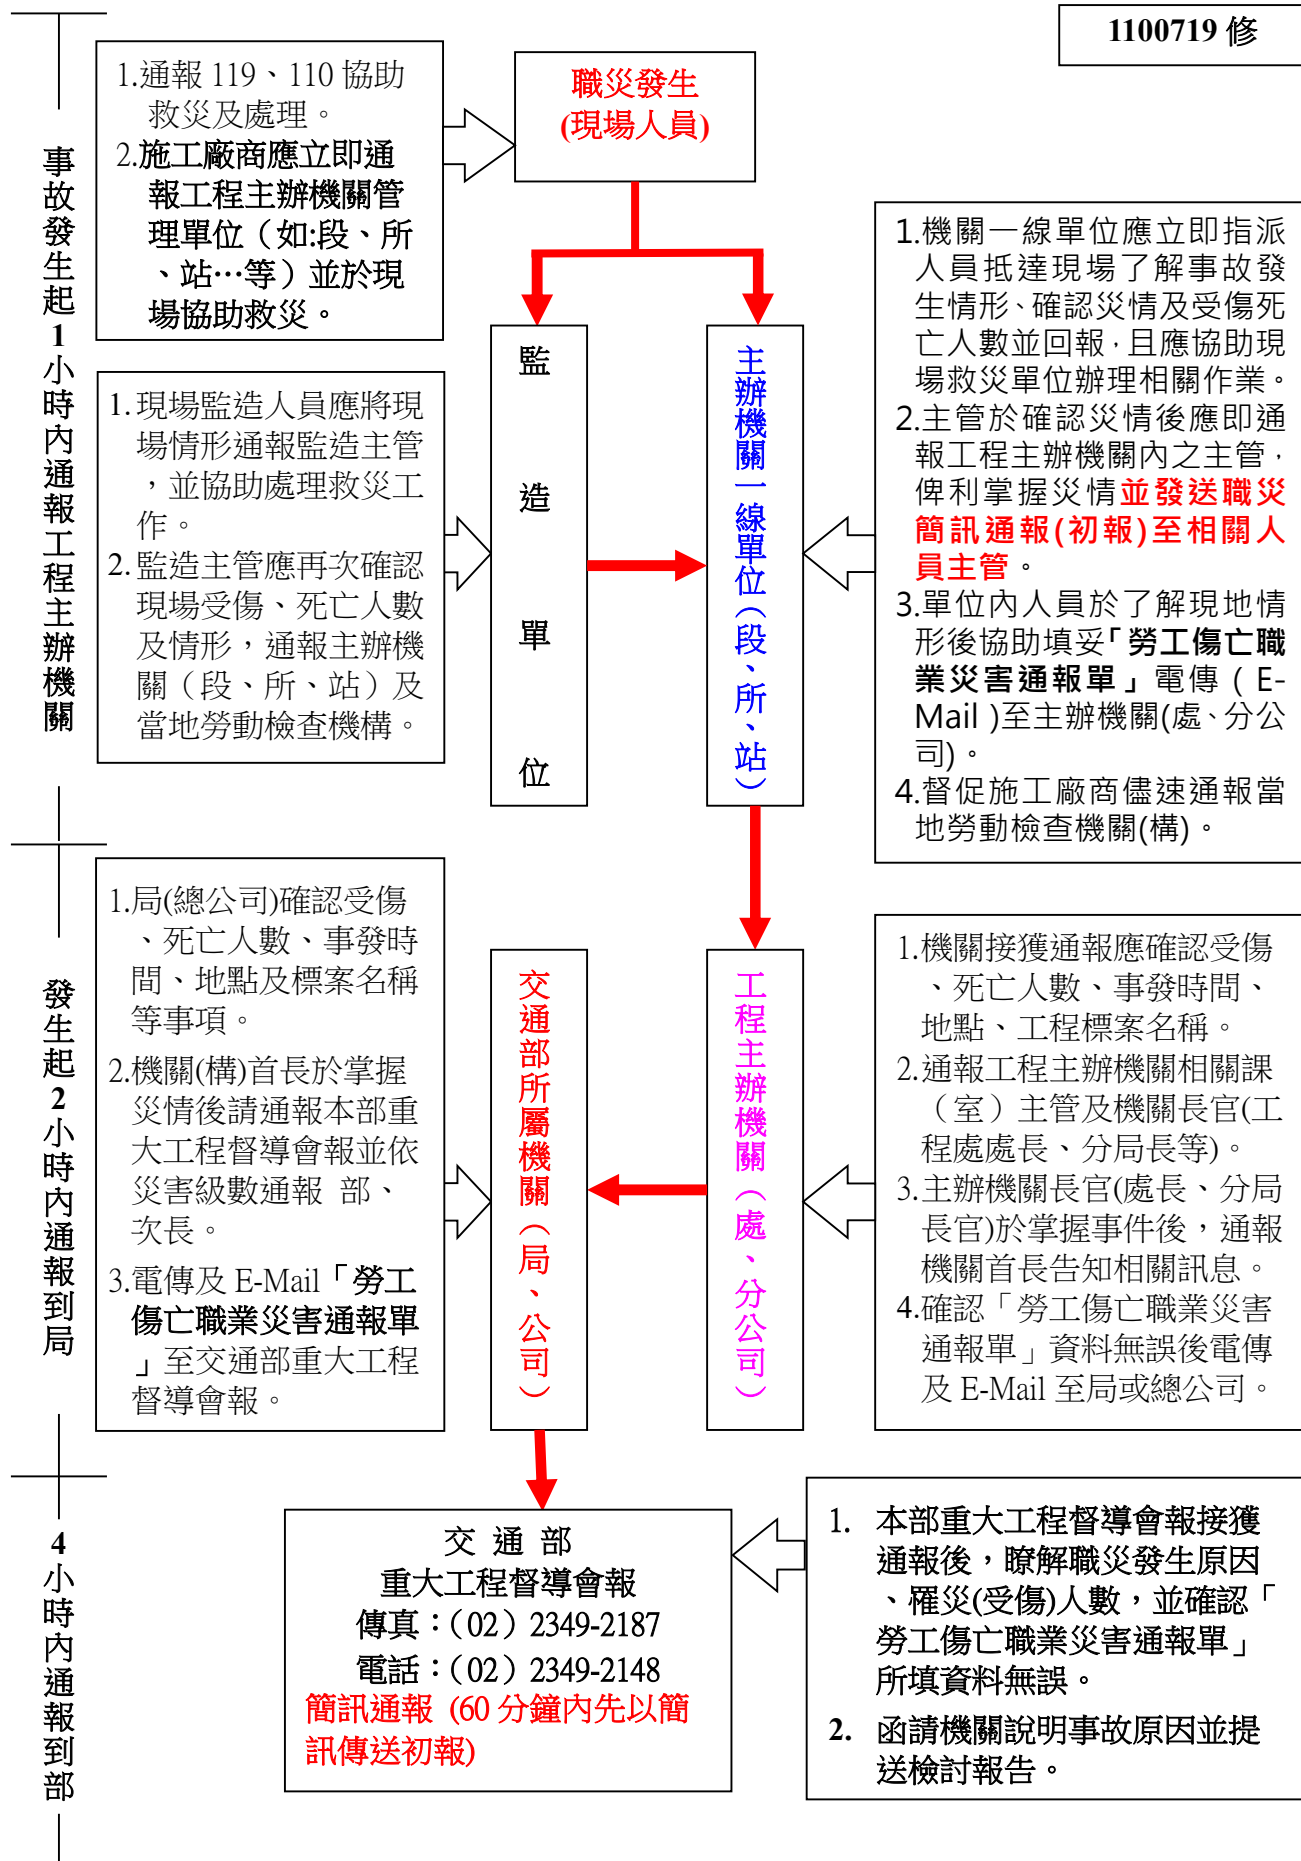 1100719 修
事故發生起1小時內通報工程主辦機關
1.通報 119、110 協助
救災及處理。
2.施工廠商應立即通
報工程主辦機關管
理單位（如:段、所
、站…等）並於現
場協助救災。
職災發生
(現場人員)
1.機關一線單位應立即指派
人員抵達現場了解事故發
生情形、確認災情及受傷死
亡人數並回報，且應協助現
場救災單位辦理相關作業。
2.主管於確認災情後應即通
報工程主辦機關內之主管，
俾利掌握災情並發送職災
簡訊通報(初報)至相關人
員主管。
3.單位內人員於了解現地情
形後協助填妥「勞工傷亡職
業災害通報單」電傳（E-
Mail )至主辦機關(處、分公
司)。
4.督促施工廠商儘速通報當
地勞動檢查機關(構)。
監造單位
主辦機關一線單位（段、所、站）
1.現場監造人員應將現
場情形通報監造主管
，並協助處理救災工
作。
2.監造主管應再次確認
現場受傷、死亡人數
及情形，通報主辦機
關（段、所、站）及
當地勞動檢查機構。
發生起2小時內通報到局
1.局(總公司)確認受傷
、死亡人數、事發時
間、地點及標案名稱
等事項。
2.機關(構)首長於掌握
災情後請通報本部重
大工程督導會報並依
災害級數通報 部、
次長。
3.電傳及 E-Mail「勞工
傷亡職業災害通報單
」至交通部重大工程
督導會報。
交通部所屬機關（局、公司）
工程主辦機關（處、分公司）
1.機關接獲通報應確認受傷
、死亡人數、事發時間、
地點、工程標案名稱。
2.通報工程主辦機關相關課
（室）主管及機關長官(工
程處處長、分局長等)。
3.主辦機關長官(處長、分局
長官)於掌握事件後，通報
機關首長告知相關訊息。
4.確認「勞工傷亡職業災害
通報單」資料無誤後電傳
及 E-Mail 至局或總公司。
4小時內通報到部
交 通 部
重大工程督導會報
傳真：（02）2349-2187
電話：（02）2349-2148
簡訊通報 (60 分鐘內先以簡
訊傳送初報)
1. 本部重大工程督導會報接獲
通報後，瞭解職災發生原因
、罹災(受傷)人數，並確認「
勞工傷亡職業災害通報單」
所填資料無誤。
2. 函請機關說明事故原因並提
送檢討報告。